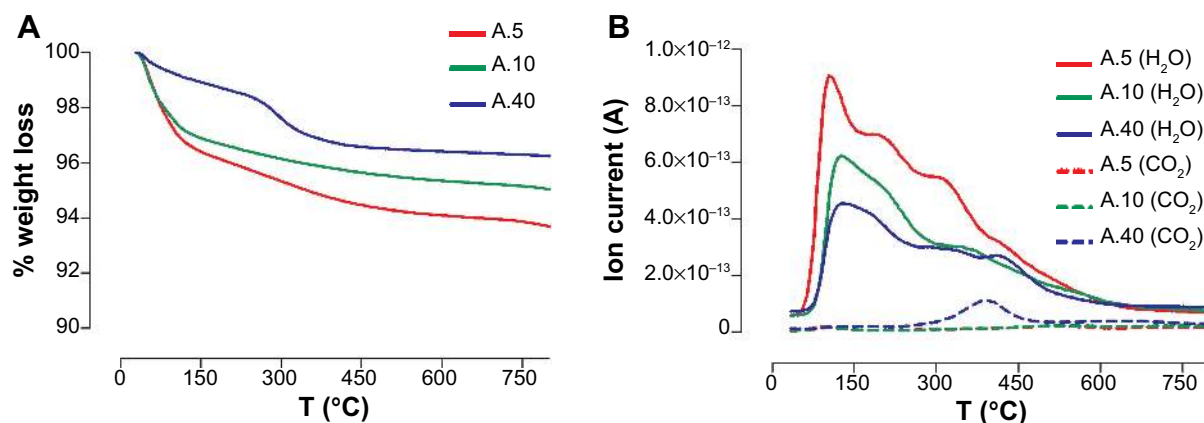 A
A.5
A.10
A.40
% weight loss
100
98
96
94
92
90
0 150 300 450 600 750
T (°C)
B
Ion current (A)
1.0×10⁻¹²
8.0×10⁻¹³
6.0×10⁻¹³
4.0×10⁻¹³
2.0×10⁻¹³
0
A.5 (H₂O)
A.10 (H₂O)
A.40 (H₂O)
A.5 (CO₂)
A.10 (CO₂)
A.40 (CO₂)
0 150 300 450 600 750
T (°C)